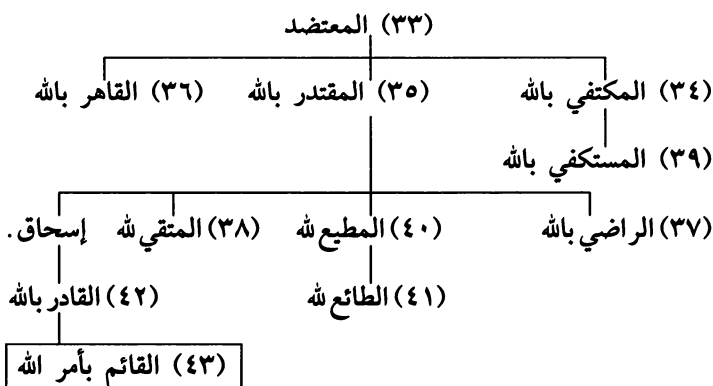 (٣٣) المعتضد
(٣٤) المكتفي بالله (٣٥) المقتدر بالله (٣٦) القاهر بالله
(٣٩) المستكفي بالله
(٣٧) الراضي بالله (٤٠) المطيع لله (٣٨) المتقي لله إسحاق.
(٤١) الطائع لله (٤٢) القادر بالله
(٤٣) القائم بأمر الله